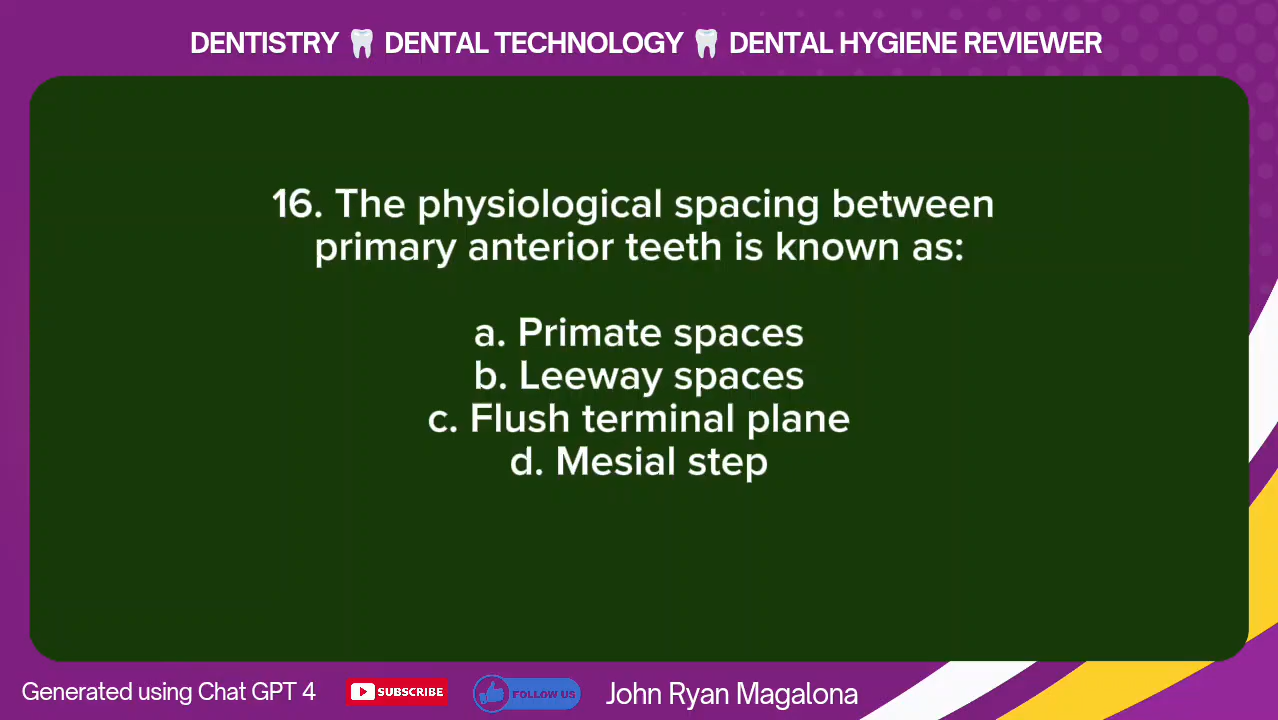 DENTISTRY 🦷 DENTAL TECHNOLOGY 🦷 DENTAL HYGIENE REVIEWER
16. The physiological spacing between
primary anterior teeth is known as:
a. Primate spaces
b. Leeway spaces
c. Flush terminal plane
d. Mesial step
Generated using Chat GPT 4
SUBSCRIBE
FOLLOW US
John Ryan Magalona